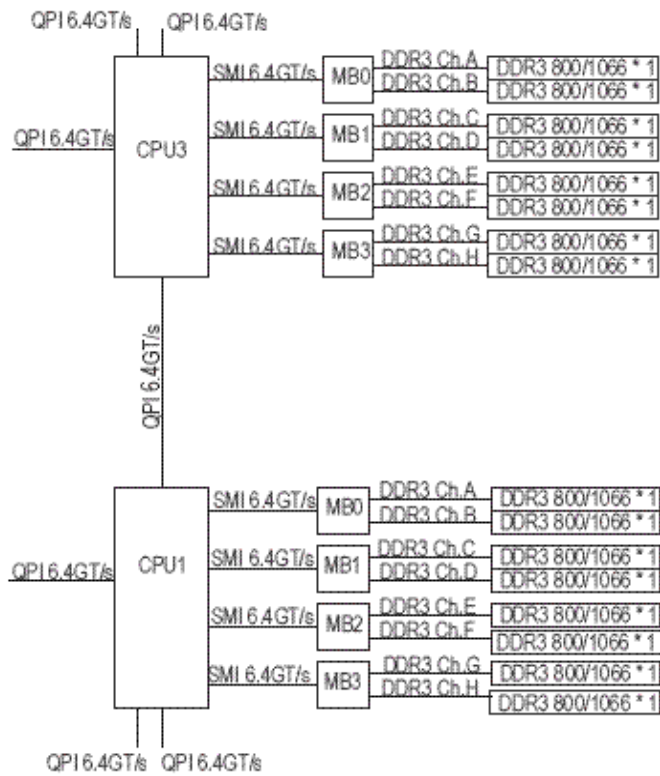 QPI 6.4GT/s QPI 6.4GT/s
SMI 6.4GT/s MB0 DDR3 Ch.A DDR3 800/1066 * 1
DDR3 Ch.B DDR3 800/1066 * 1
QPI 6.4GT/s CPU3 SMI 6.4GT/s MB1 DDR3 Ch.C DDR3 800/1066 * 1
DDR3 Ch.D DDR3 800/1066 * 1
SMI 6.4GT/s MB2 DDR3 Ch.E DDR3 800/1066 * 1
DDR3 Ch.F DDR3 800/1066 * 1
SMI 6.4GT/s MB3 DDR3 Ch.G DDR3 800/1066 * 1
DDR3 Ch.H DDR3 800/1066 * 1
QPI 6.4GT/s
SMI 6.4GT/s MB0 DDR3 Ch.A DDR3 800/1066 * 1
DDR3 Ch.B DDR3 800/1066 * 1
QPI 6.4GT/s CPU1 SMI 6.4GT/s MB1 DDR3 Ch.C DDR3 800/1066 * 1
DDR3 Ch.D DDR3 800/1066 * 1
SMI 6.4GT/s MB2 DDR3 Ch.E DDR3 800/1066 * 1
DDR3 Ch.F DDR3 800/1066 * 1
SMI 6.4GT/s MB3 DDR3 Ch.G DDR3 800/1066 * 1
DDR3 Ch.H DDR3 800/1066 * 1
QPI 6.4GT/s QPI 6.4GT/s